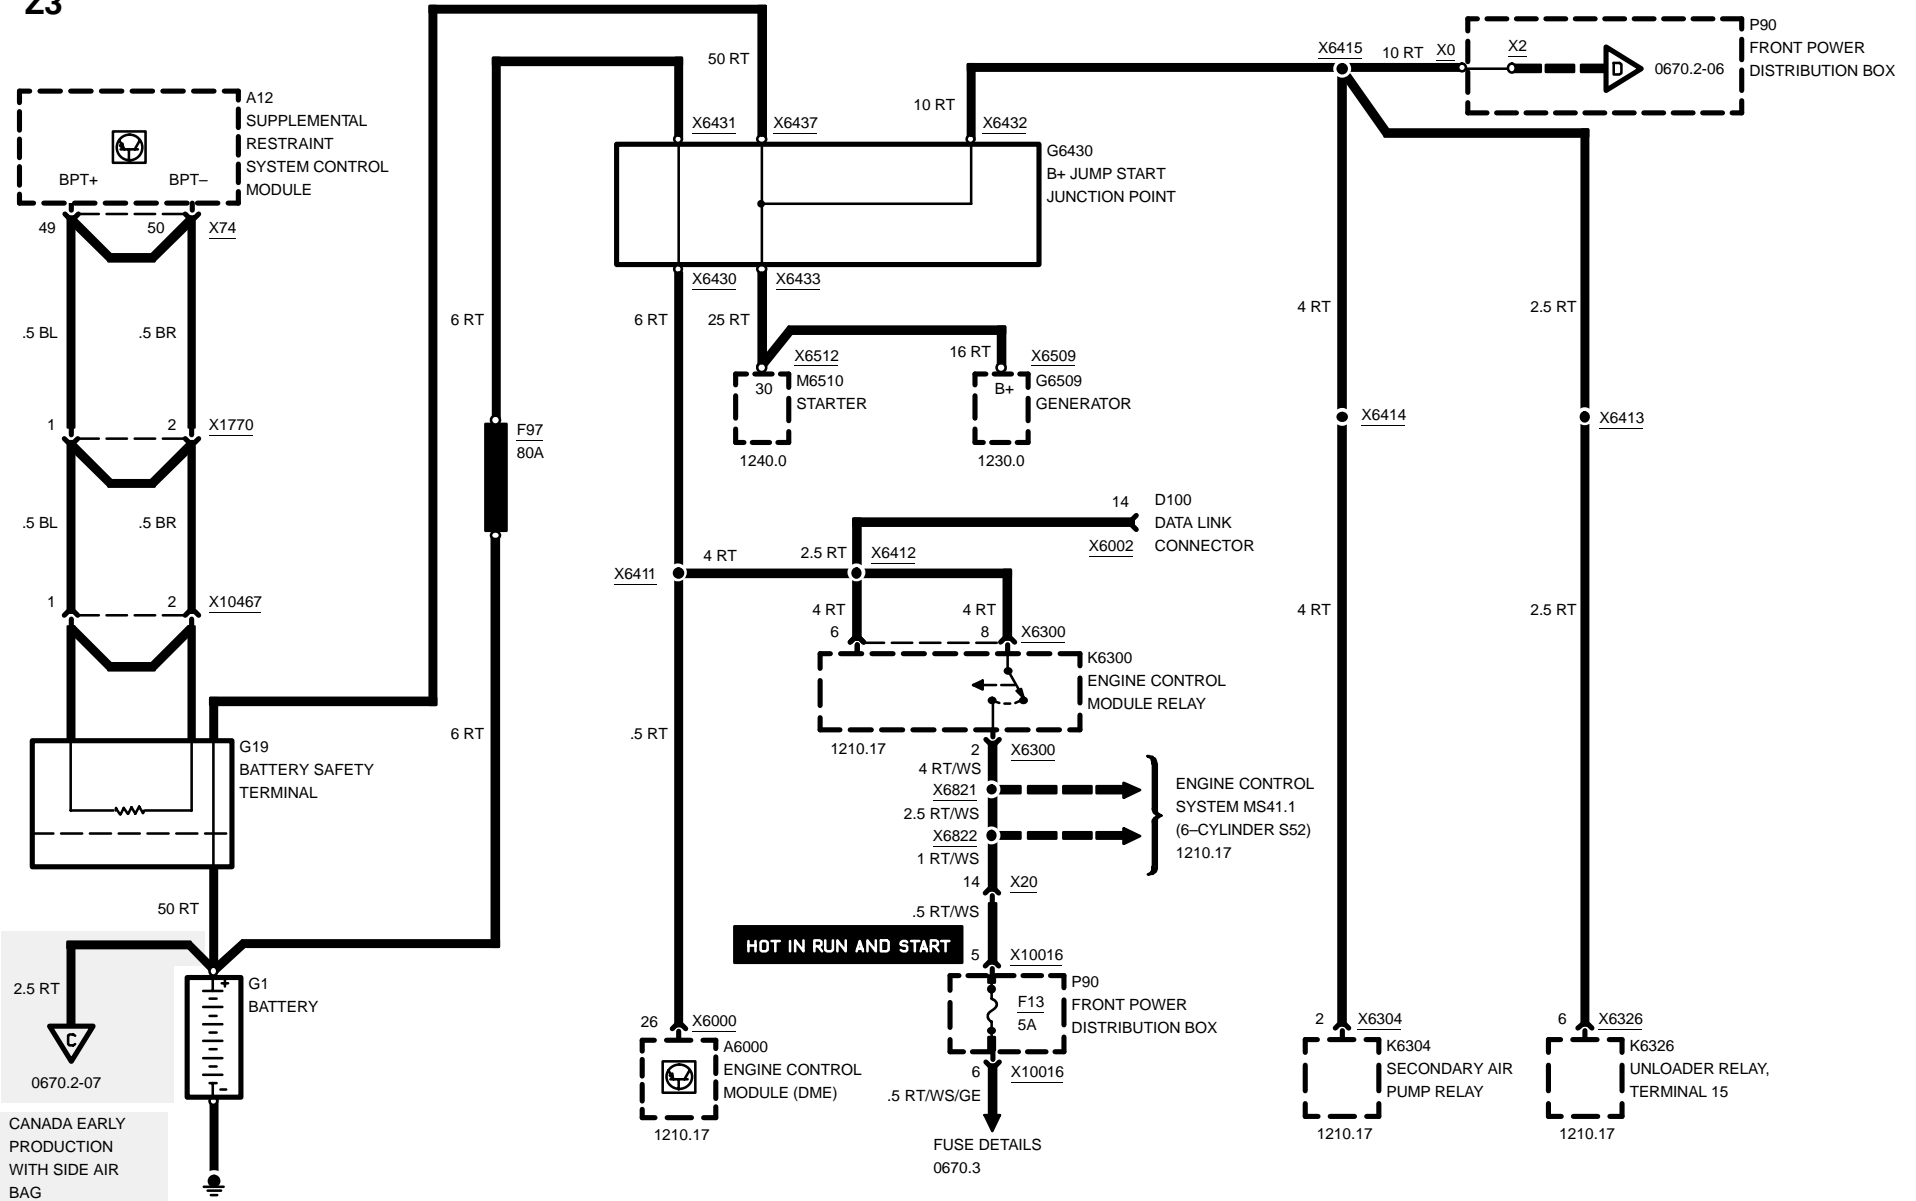 Z3
A12
SUPPLEMENTAL
RESTRAINT
SYSTEM CONTROL
MODULE
BPT+
BPT–
49
50
X74
.5 BL
.5 BR
1
2
X1770
.5 BL
.5 BR
1
2
X10467
G19
BATTERY SAFETY
TERMINAL
50 RT
2.5 RT
C
0670.2-07
G1
BATTERY
+
-
CANADA EARLY
PRODUCTION
WITH SIDE AIR
BAG
6 RT
F97
80A
6 RT
50 RT
10 RT
X6431
X6437
X6432
G6430
B+ JUMP START
JUNCTION POINT
X6430
X6433
6 RT
25 RT
16 RT
X6512
M6510
STARTER
30
1240.0
X6509
G6509
GENERATOR
B+
1230.0
14
D100
DATA LINK
CONNECTOR
X6002
X6411
4 RT
2.5 RT
X6412
4 RT
4 RT
6
8
X6300
K6300
ENGINE CONTROL
MODULE RELAY
1210.17
2
X6300
4 RT/WS
X6821
2.5 RT/WS
X6822
1 RT/WS
ENGINE CONTROL
SYSTEM MS41.1
(6–CYLINDER S52)
1210.17
14
X20
.5 RT/WS
HOT IN RUN AND START
5
X10016
P90
FRONT POWER
DISTRIBUTION BOX
F13
5A
6
X10016
.5 RT/WS/GE
FUSE DETAILS
0670.3
.5 RT
26
X6000
A6000
ENGINE CONTROL
MODULE (DME)
1210.17
X6415
10 RT
X0
X2
D
0670.2-06
P90
FRONT POWER
DISTRIBUTION BOX
4 RT
2.5 RT
X6414
X6413
4 RT
2.5 RT
2
X6304
K6304
SECONDARY AIR
PUMP RELAY
1210.17
6
X6326
K6326
UNLOADER RELAY,
TERMINAL 15
1210.17